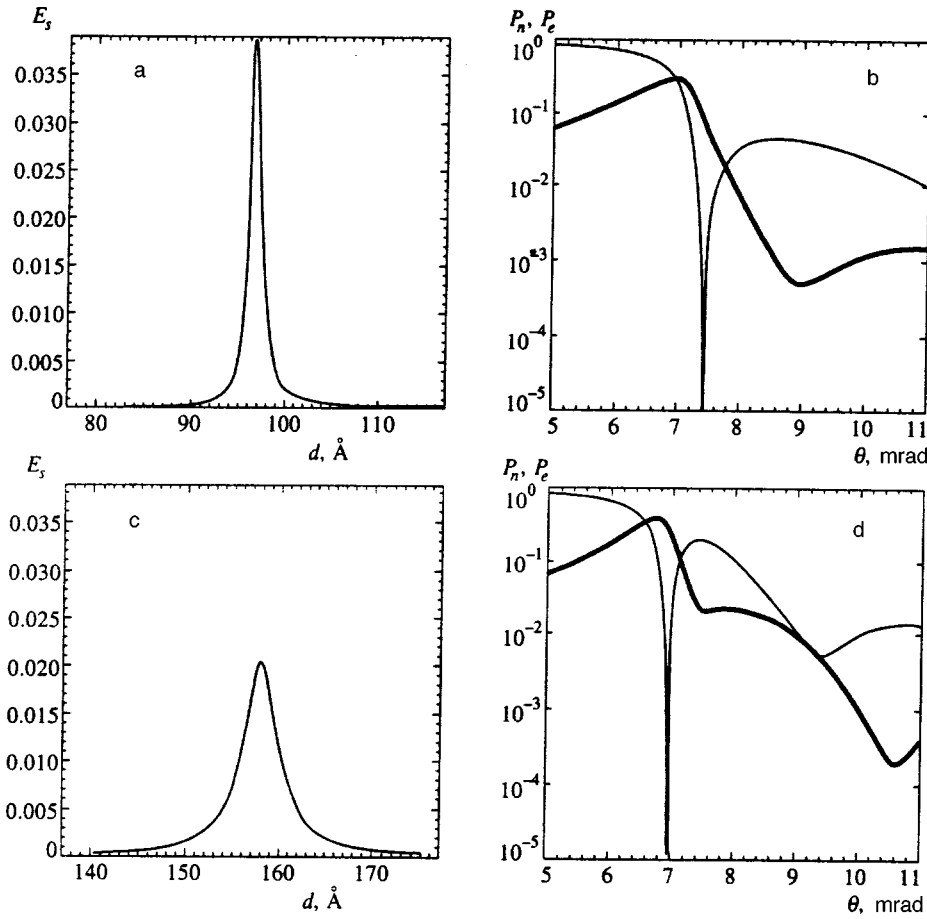 E_s
a
0.035
0.030
0.025
0.020
0.015
0.010
0.005
0
80 90 100 110
d, Å
P_n, P_e
b
10^0
10^-1
10^-2
10^-3
10^-4
10^-5
5 6 7 8 9 10 11
θ, mrad
E_s
c
0.035
0.030
0.025
0.020
0.015
0.010
0.005
0
140 150 160 170
d, Å
P_n, P_e
d
10^0
10^-1
10^-2
10^-3
10^-4
10^-5
5 6 7 8 9 10 11
θ, mrad